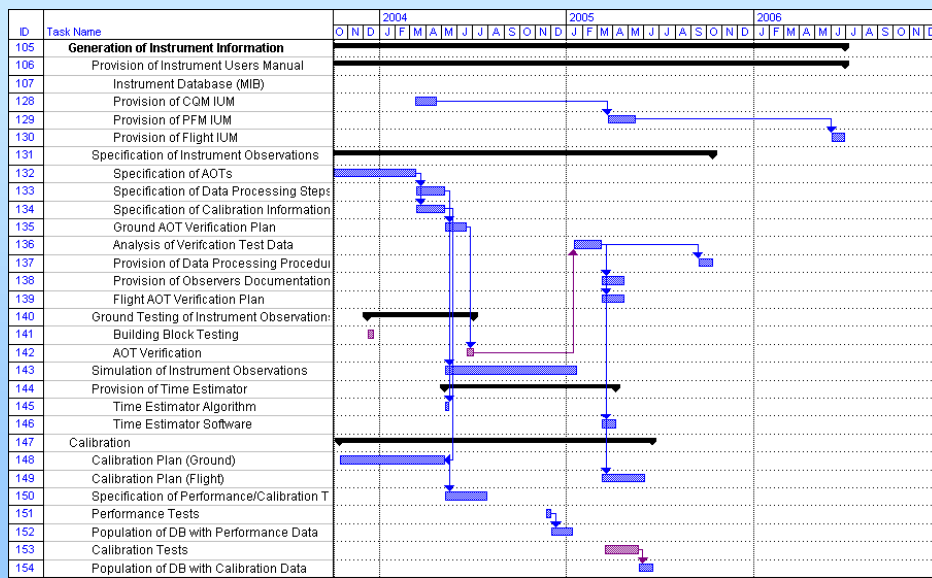 2004 2005 2006
ID Task Name O N D J F M A M J J A S O N D J F M A M J J A S O N D J F M A M J J A S O N D
105 Generation of Instrument Information
106 Provision of Instrument Users Manual
107 Instrument Database (MIB)
128 Provision of CQM IUM
129 Provision of PFM IUM
130 Provision of Flight IUM
131 Specification of Instrument Observations
132 Specification of AOTs
133 Specification of Data Processing Steps
134 Specification of Calibration Information
135 Ground AOT Verification Plan
136 Analysis of Verifcation Test Data
137 Provision of Data Processing Procedur
138 Provision of Observers Documentation
139 Flight AOT Verification Plan
140 Ground Testing of Instrument Observation:
141 Building Block Testing
142 AOT Verification
143 Simulation of Instrument Observations
144 Provision of Time Estimator
145 Time Estimator Algorithm
146 Time Estimator Software
147 Calibration
148 Calibration Plan (Ground)
149 Calibration Plan (Flight)
150 Specification of Performance/Calibration T
151 Performance Tests
152 Population of DB with Performance Data
153 Calibration Tests
154 Population of DB with Calibration Data